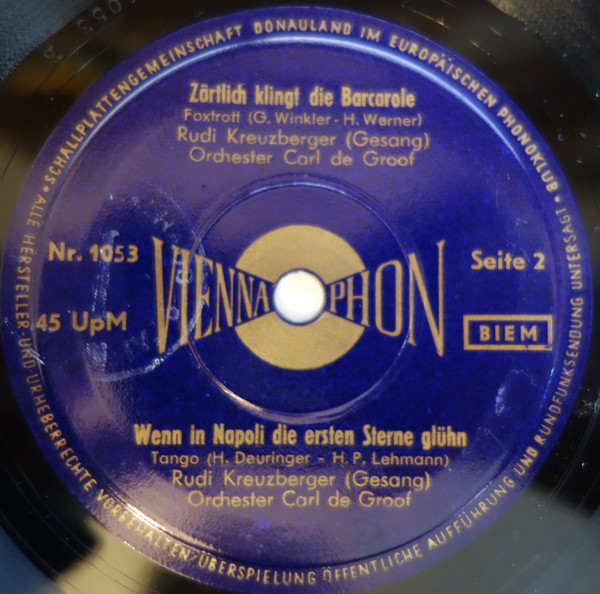 SCHALLPLATTENGEMEINSCHAFT DONAULAND IM EUROPÄISCHEN PHONOKLUB •
Zärtlich klingt die Barcarole
Foxtrott (G. Winkler - H. Werner)
Rudi Kreuzberger (Gesang)
Orchester Carl de Groof
Nr. 1053
Seite 2
VIENNAPHON
45 UpM
BIEM
Wenn in Napoli die ersten Sterne glühn
Tango (H. Deuringer - H. P. Lehmann)
Rudi Kreuzberger (Gesang)
Orchester Carl de Groof
• ALLE HERSTELLER- UND URHEBERRECHTE VORBEHALTEN/ÜBERSPIELUNG ÖFFENTLICHE AUFFÜHRUNG UND RUNDFUNKSENDUNG UNTERSAGT